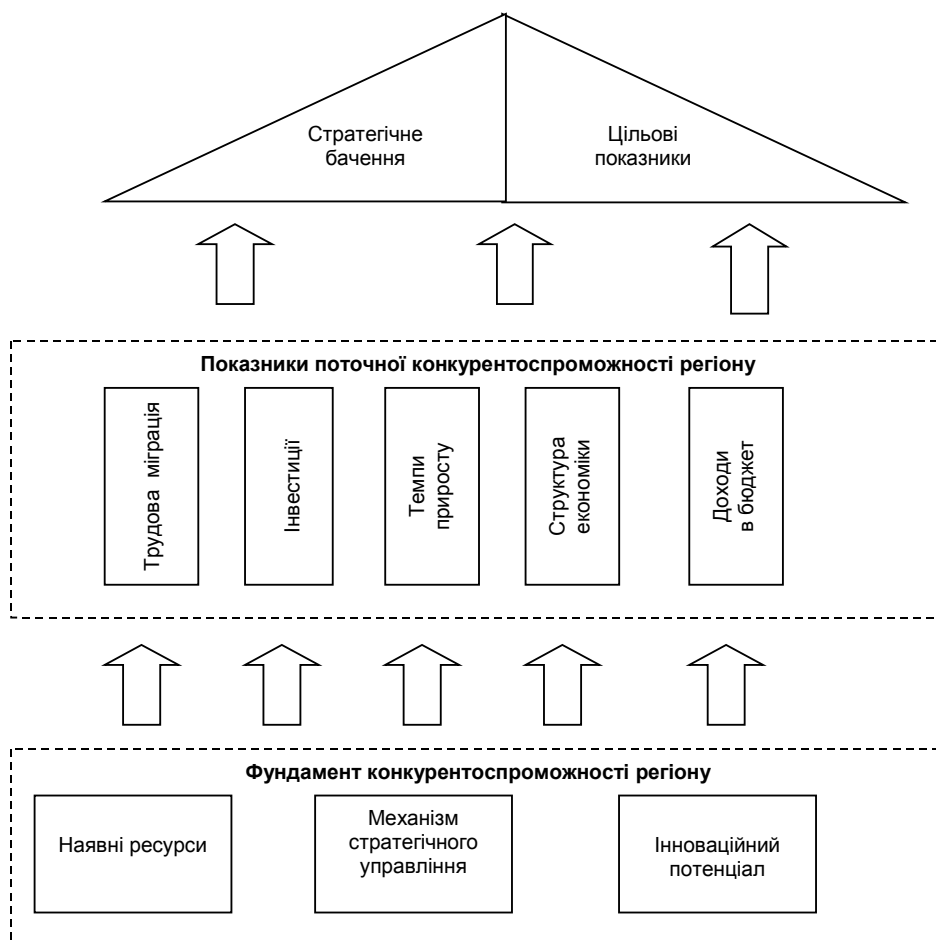 Стратегічне
бачення
Цільові
показники
Показники поточної конкурентоспроможності регіону
Трудова міграція
Інвестиції
Темпи
приросту
Структура
економіки
Доходи
в бюджет
Фундамент конкурентоспроможності регіону
Наявні ресурси
Механізм
стратегічного
управління
Інноваційний
потенціал